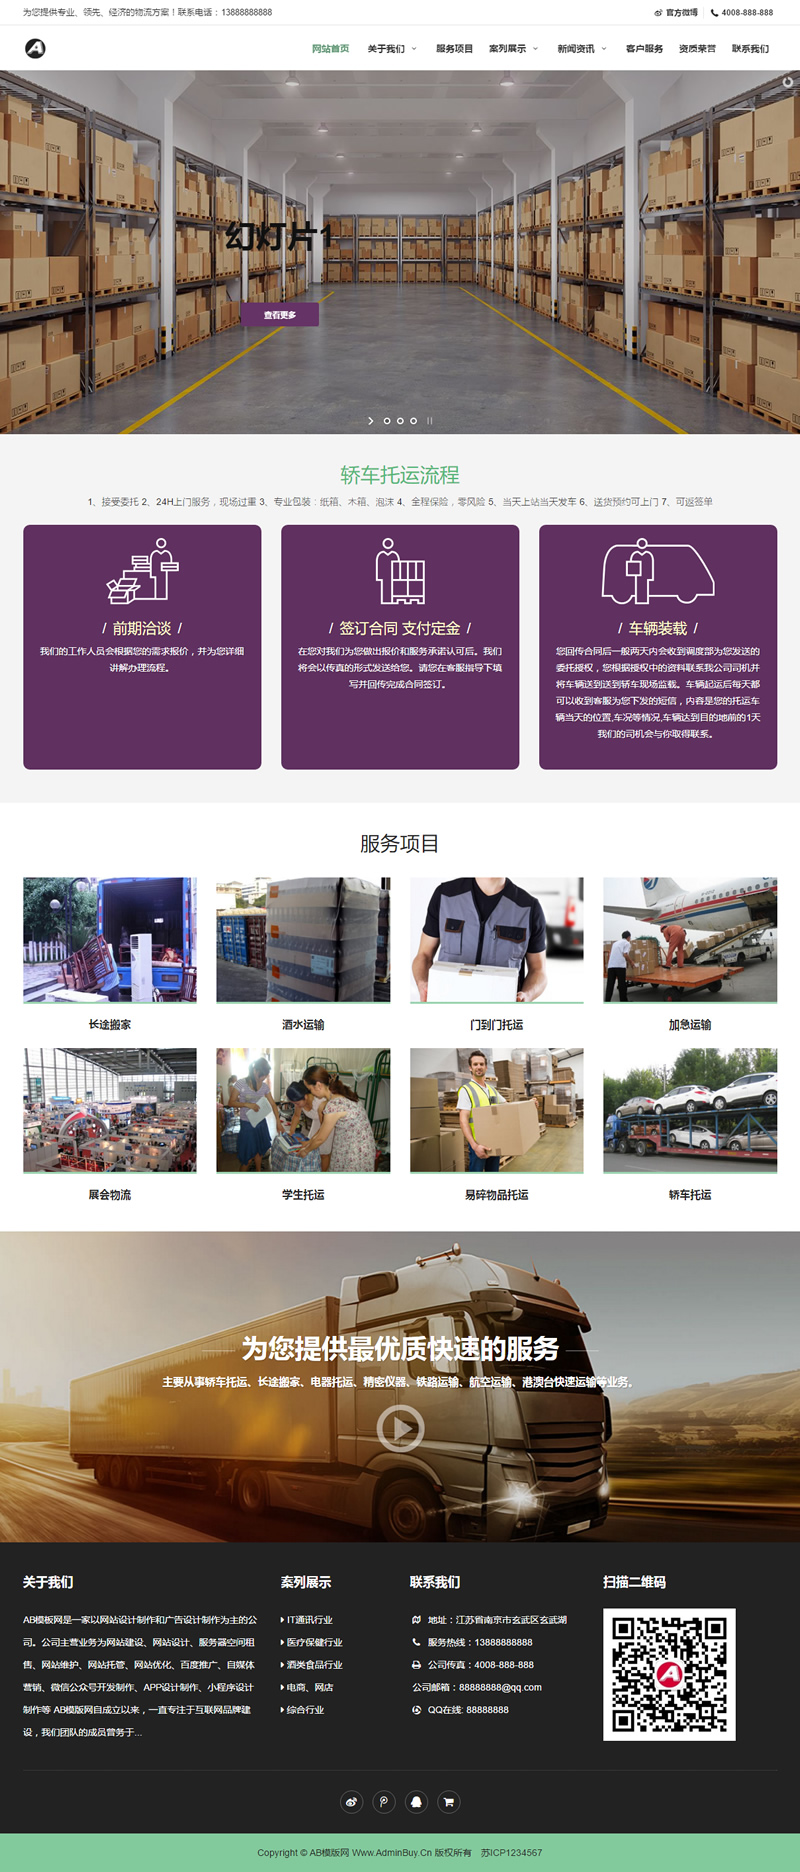 为您提供专业、领先、经济的物流方案！联系电话：13888888888
官方微博 4008-888-888
A
网站首页 关于我们 服务项目 案列展示 新闻资讯 客户服务 资质荣誉 联系我们
幻灯片1
查看更多
轿车托运流程
1、接受委托 2、24H上门服务，现场过重 3、专业包装：纸箱、木箱、泡沫 4、全程保险，零风险 5、当天上站当天发车 6、送货预约可上门 7、可返签单
/ 前期洽谈 /
我们的工作人员会根据您的需求报价，并为您详细
讲解办理流程。
/ 签订合同 支付定金 /
在您对我们为您做出报价和服务承诺认可后。我们
将会以传真的形式发送给您。请您在客服指导下填
写并回传完成合同签订。
/ 车辆装载 /
您回传合同后一般两天内会收到调度部为您发送的
委托授权，您根据授权中的资料联系我公司司机并
将车辆送到送到轿车现场监载。车辆起运后每天都
可以收到客服为您下发的短信，内容是您的托运车
辆当天的位置,车况等情况,车辆达到目的地前的1天
我们的司机会与你取得联系。
服务项目
长途搬家
酒水运输
门到门托运
加急运输
展会物流
学生托运
易碎物品托运
轿车托运
为您提供最优质快速的服务
主要从事轿车托运、长途搬家、电器托运、精密仪器、铁路运输、航空运输、港澳台快速运输等业务。
关于我们
AB模板网是一家以网站设计制作和广告设计制作为主的公
司。公司主营业务为网站建设、网站设计、服务器空间租
售、网站维护、网站托管、网站优化、百度推广、自媒体
营销、微信公众号开发制作、APP设计制作、小程序设计
制作等 AB模版网自成立以来，一直专注于互联网品牌建
设，我们团队的成员曾务于...
案列展示
IT通讯行业
医疗保健行业
酒类食品行业
电商、网店
综合行业
联系我们
地址：江苏省南京市玄武区玄武湖
服务热线：13888888888
公司传真：4008-888-888
公司邮箱：88888888@qq.com
QQ在线: 88888888
扫描二维码
A
Copyright © AB模版网 Www.AdminBuy.Cn 版权所有 苏ICP1234567